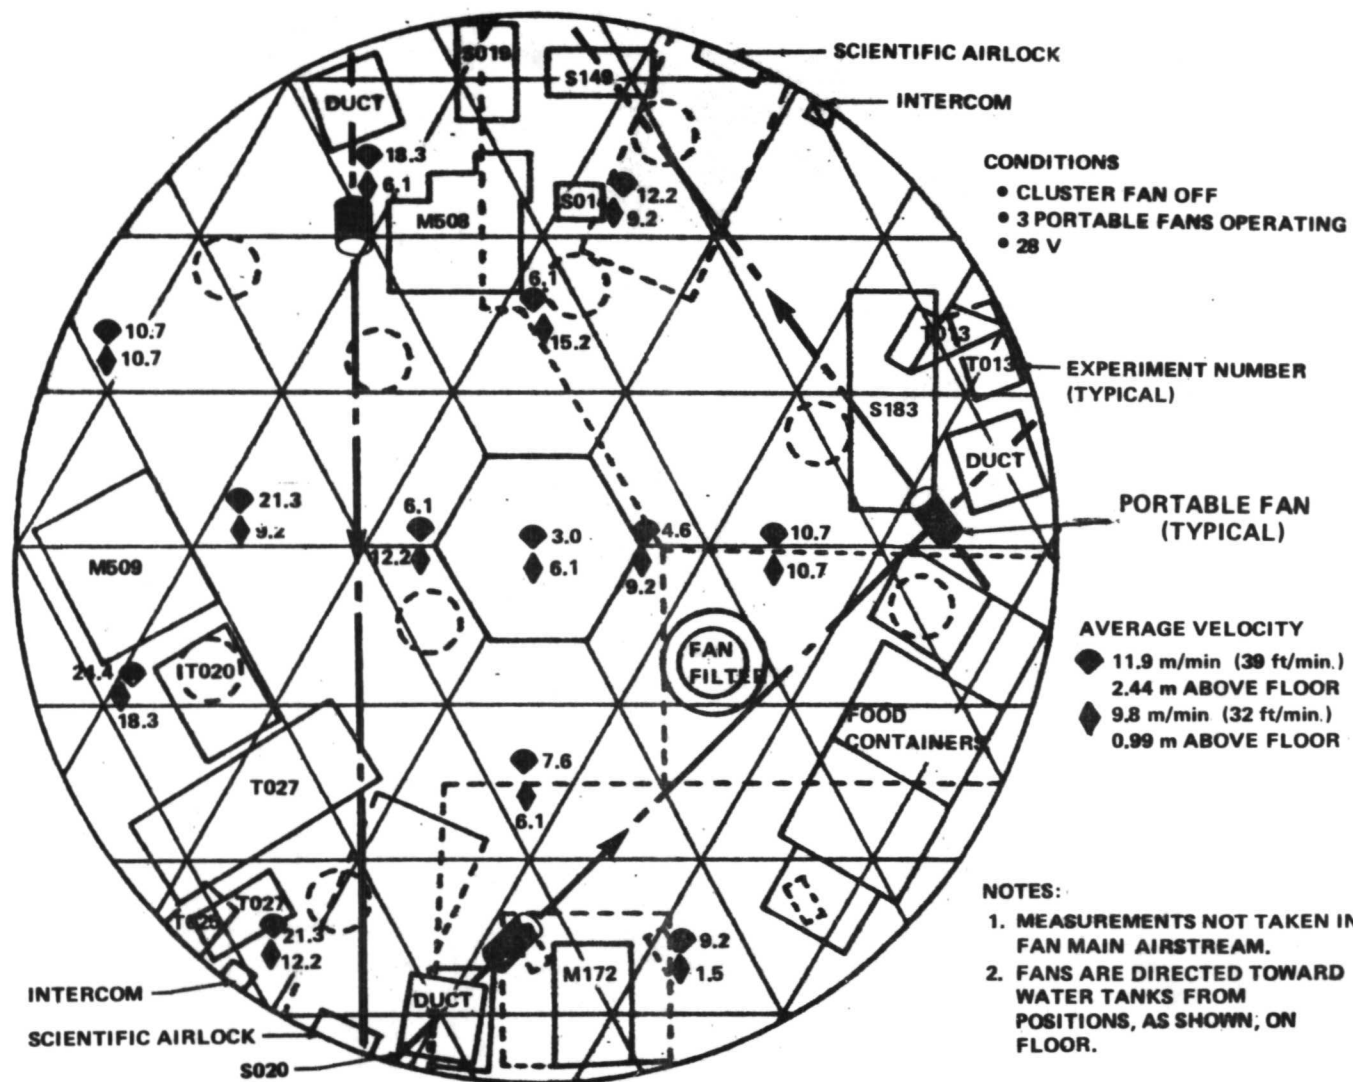 SCIENTIFIC AIRLOCK
INTERCOM
CONDITIONS
• CLUSTER FAN OFF
• 3 PORTABLE FANS OPERATING
• 28 V
S019
S149
DUCT
18.3
6.1
M508
S014
12.2
9.2
6.1
15.2
10.7
10.7
T013
T013
EXPERIMENT NUMBER
(TYPICAL)
S183
DUCT
PORTABLE FAN
(TYPICAL)
21.3
9.2
6.1
12.2
3.0
6.1
4.6
9.2
10.7
10.7
M509
AVERAGE VELOCITY
11.9 m/min (39 ft/min.)
2.44 m ABOVE FLOOR
9.8 m/min (32 ft/min.)
0.99 m ABOVE FLOOR
FAN
FILTER
24.4
18.3
T020
FOOD
CONTAINERS
T027
7.6
6.1
T027
21.3
12.2
9.2
1.5
M172
DUCT
INTERCOM
SCIENTIFIC AIRLOCK
S020
NOTES:
1. MEASUREMENTS NOT TAKEN IN
FAN MAIN AIRSTREAM.
2. FANS ARE DIRECTED TOWARD
WATER TANKS FROM
POSITIONS, AS SHOWN, ON
FLOOR.